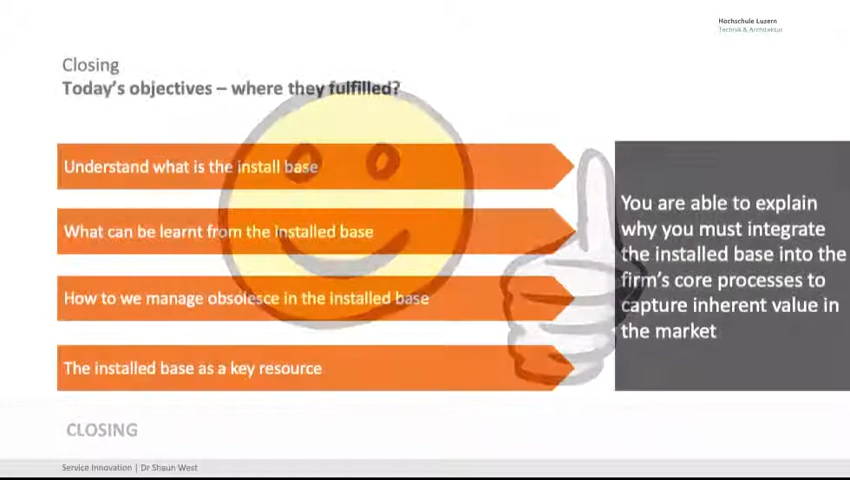 Hochschule Luzern
Technik & Architektur
Closing
Today's objectives – where they fulfilled?
Understand what is the install base
What can be learnt from the installed base
How to we manage obsolesce in the installed base
The installed base as a key resource
You are able to explain
why you must integrate
the installed base into the
firm's core processes to
capture inherent value in
the market
CLOSING
Service Innovation | Dr Shaun West